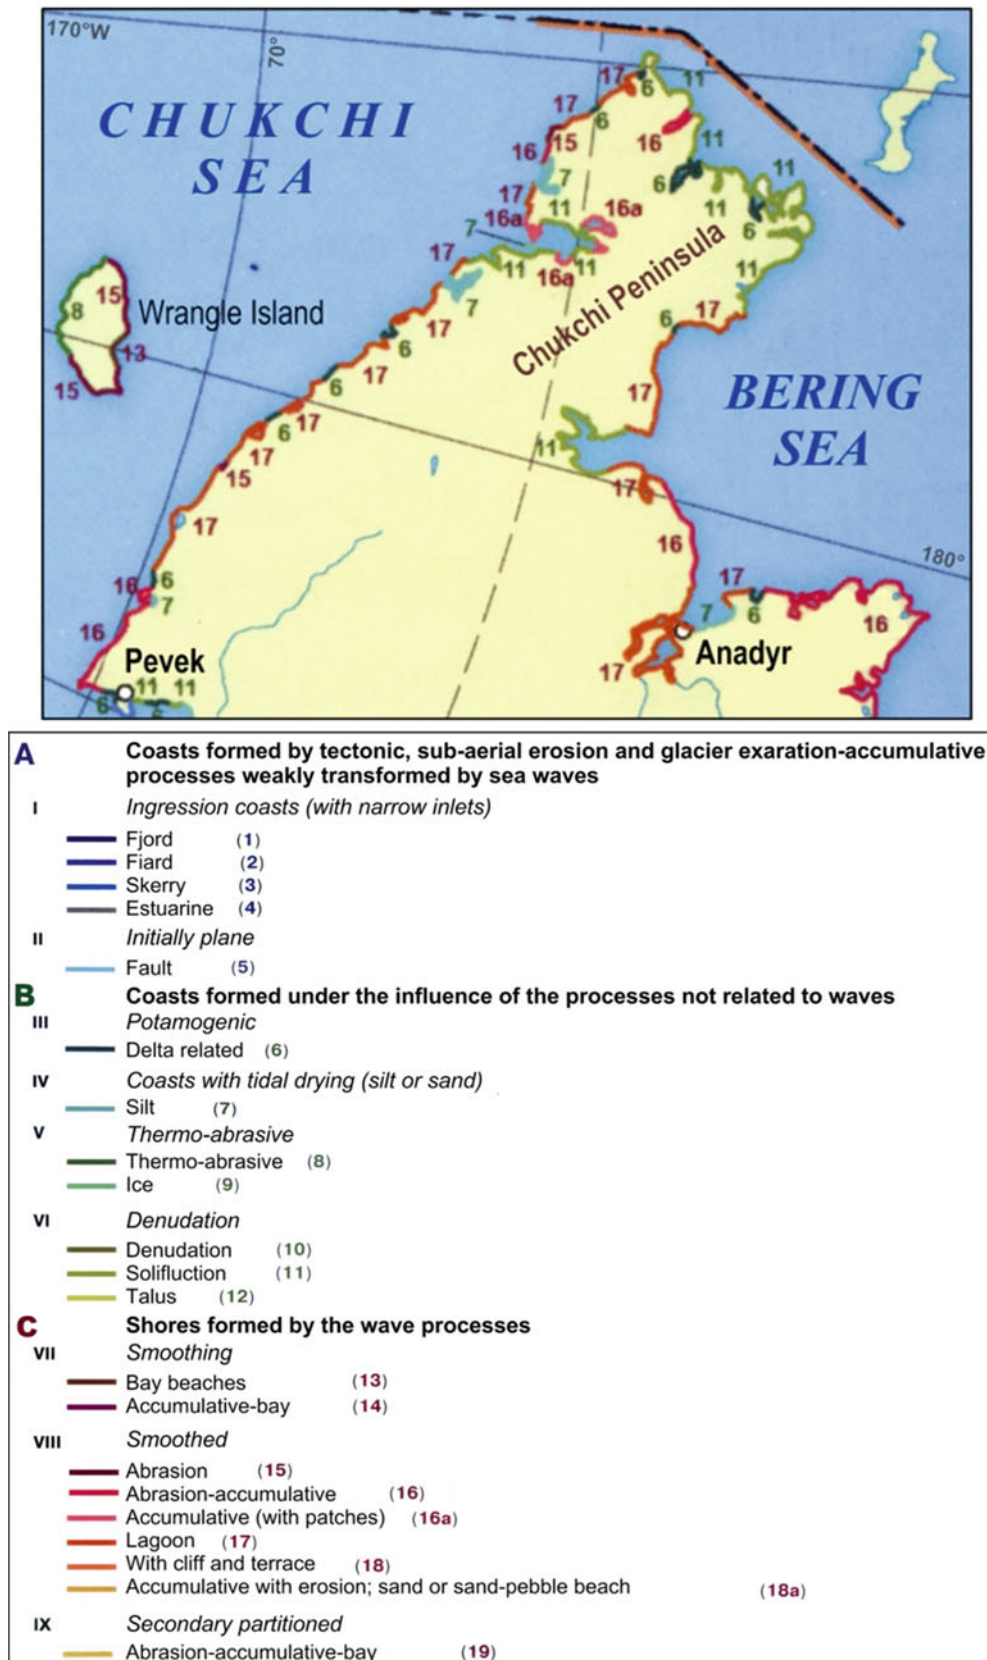 170°W
70°
CHUKCHI
SEA
17
6
11
17
6
16
15
16
11
7
6
11
17
16a
11
16a
11
6
7
17
11
16a
11
11
Chukchi Peninsula
7
15
8
Wrangle Island
17
6
17
6
13
15
17
6
17
BERING
SEA
6
17
17
11
17
15
17
17
16
180°
16
6
7
17
7
6
16
16
Pevek
Anadyr
17
11
11
6
6
A Coasts formed by tectonic, sub-aerial erosion and glacier exaration-accumulative
processes weakly transformed by sea waves
I Ingression coasts (with narrow inlets)
Fjord (1)
Fiard (2)
Skerry (3)
Estuarine (4)
II Initially plane
Fault (5)
B Coasts formed under the influence of the processes not related to waves
III Potamogenic
Delta related (6)
IV Coasts with tidal drying (silt or sand)
Silt (7)
V Thermo-abrasive
Thermo-abrasive (8)
Ice (9)
VI Denudation
Denudation (10)
Solifluction (11)
Talus (12)
C Shores formed by the wave processes
VII Smoothing
Bay beaches (13)
Accumulative-bay (14)
VIII Smoothed
Abrasion (15)
Abrasion-accumulative (16)
Accumulative (with patches) (16a)
Lagoon (17)
With cliff and terrace (18)
Accumulative with erosion; sand or sand-pebble beach (18a)
IX Secondary partitioned
Abrasion-accumulative-bay (19)